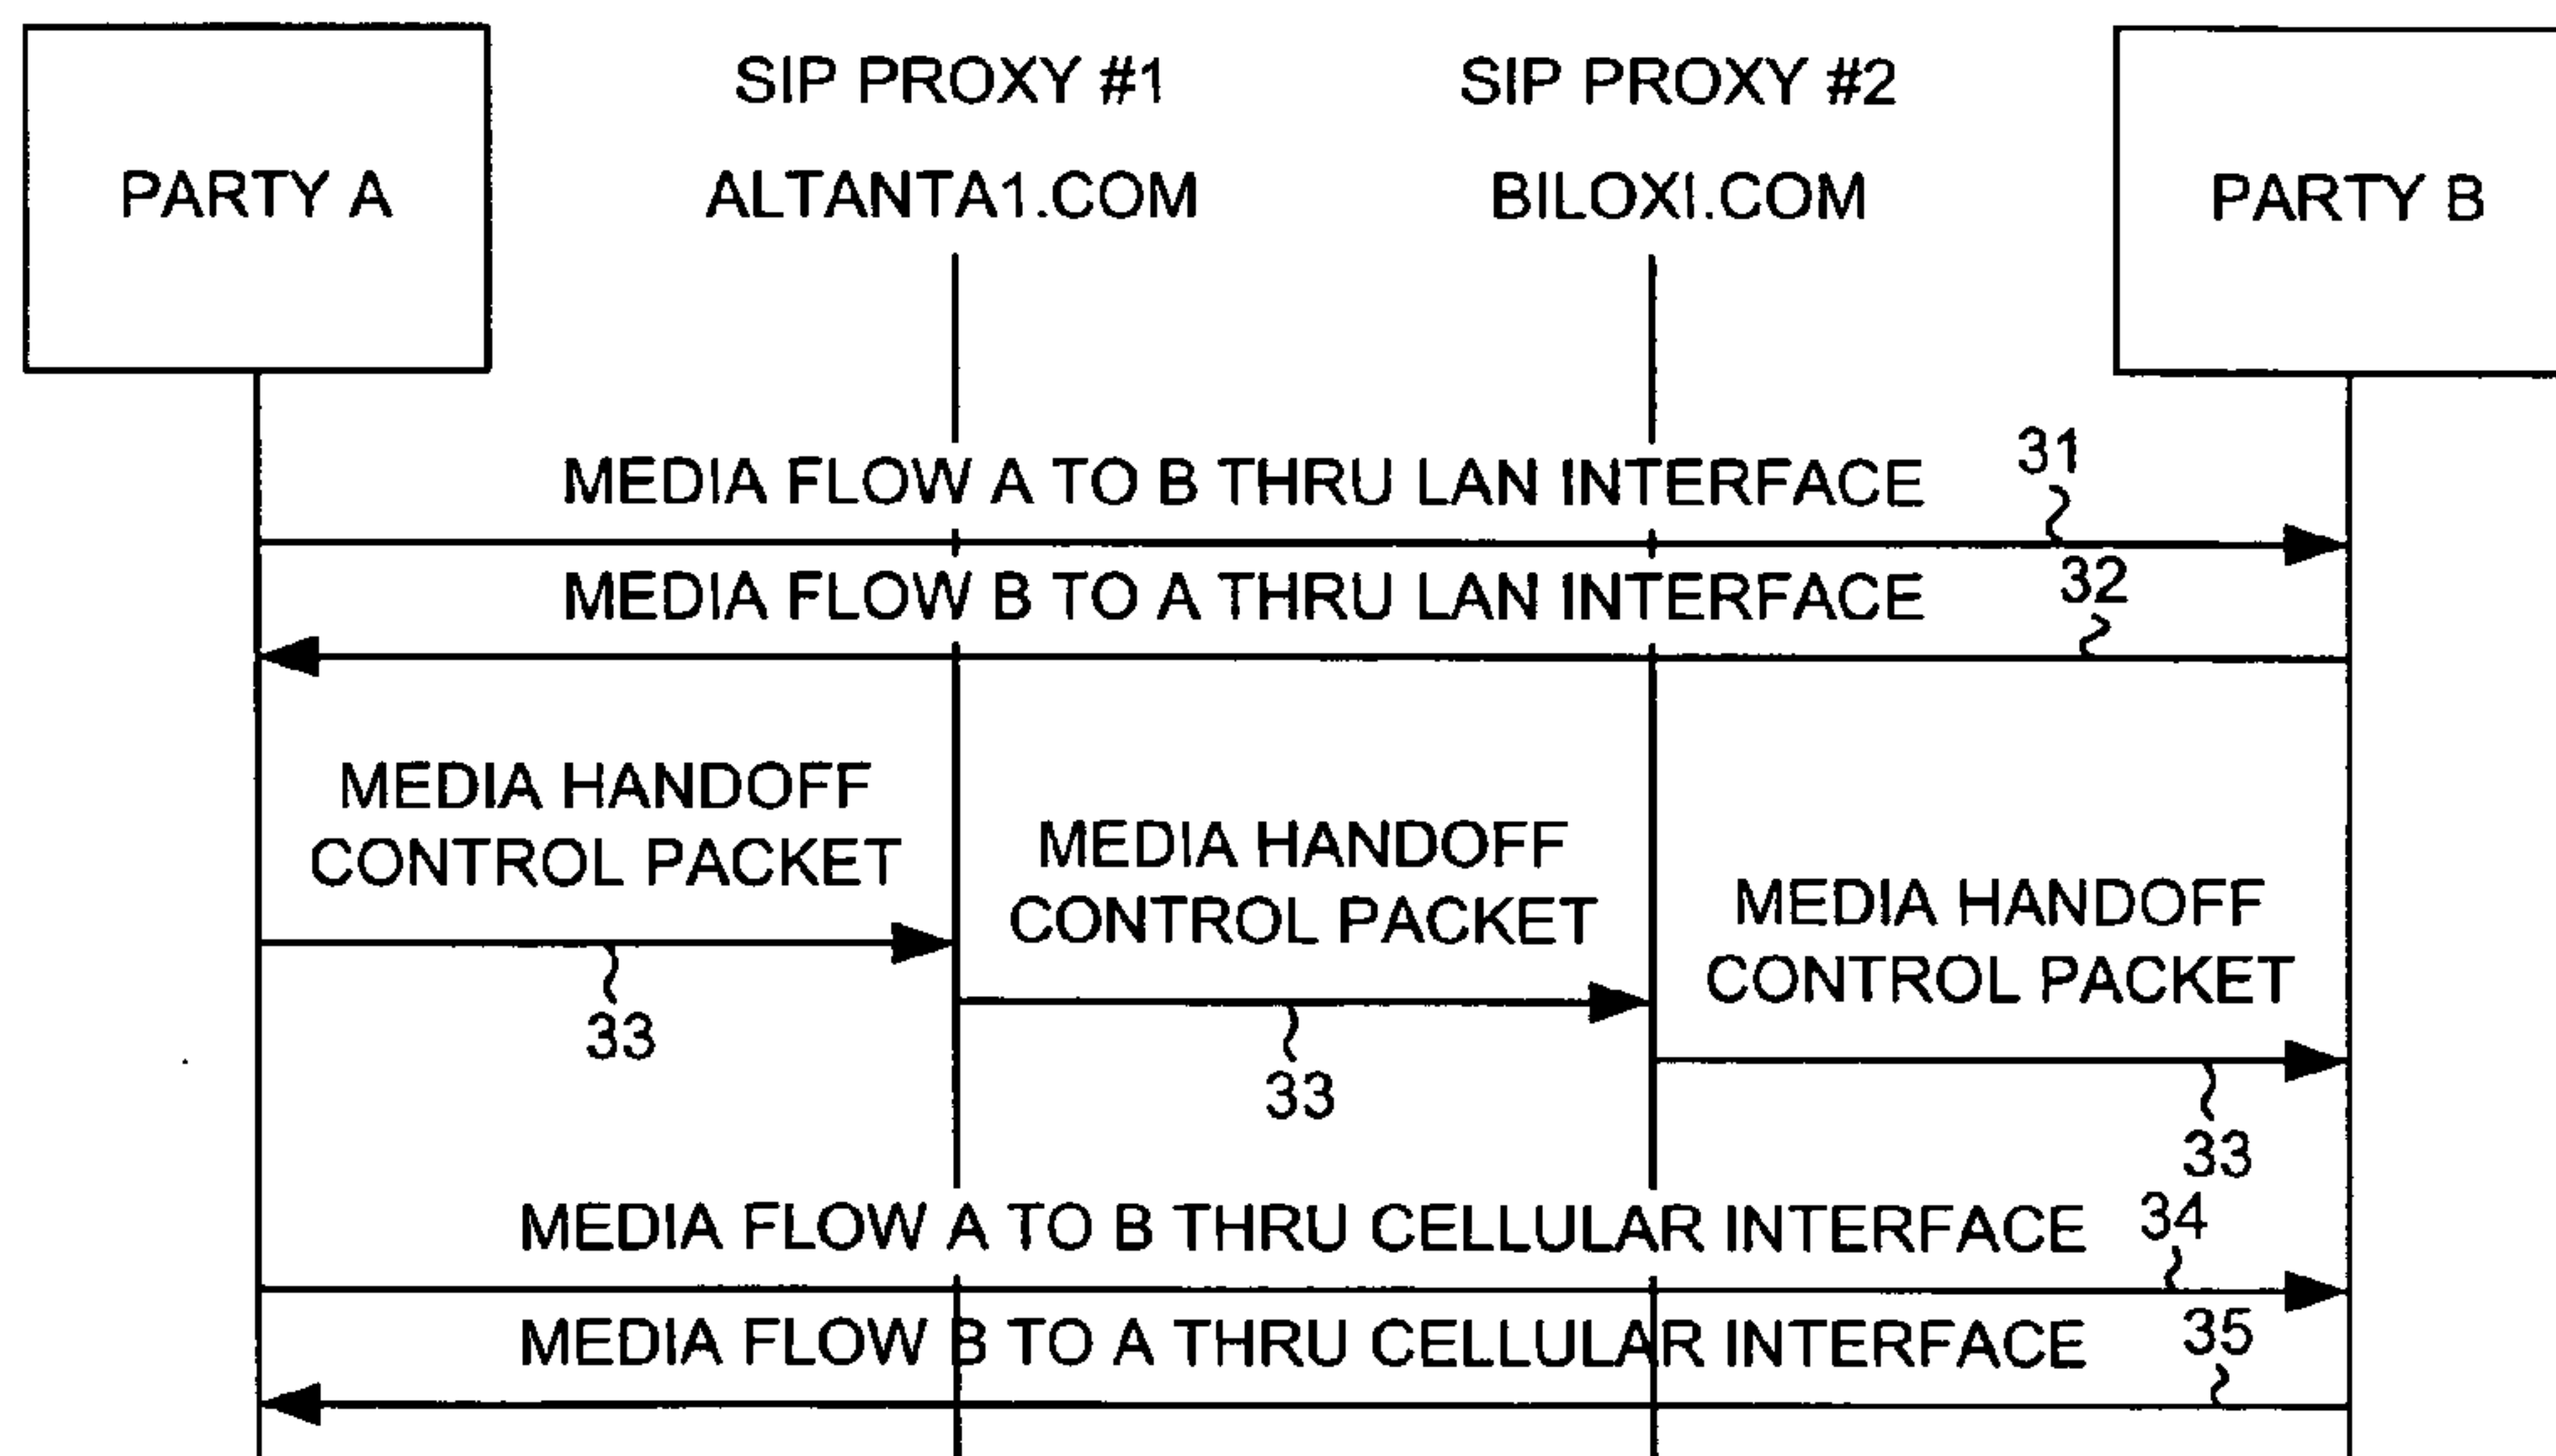 PARTY A
SIP PROXY #1
ALTANTA1.COM
SIP PROXY #2
BILOXI.COM
PARTY B
MEDIA FLOW A TO B THRU LAN INTERFACE
31
MEDIA FLOW B TO A THRU LAN INTERFACE
32
MEDIA HANDOFF
CONTROL PACKET
33
MEDIA HANDOFF
CONTROL PACKET
33
MEDIA HANDOFF
CONTROL PACKET
33
MEDIA FLOW A TO B THRU CELLULAR INTERFACE
34
MEDIA FLOW B TO A THRU CELLULAR INTERFACE
35